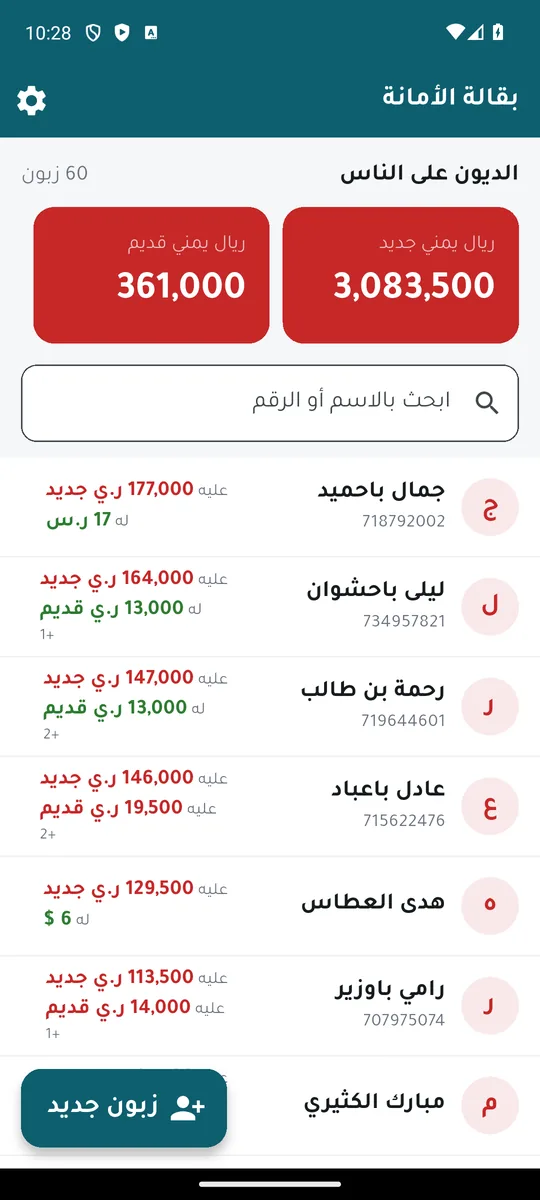 10:28
بقالة الأمانة
الديون على الناس
60 زبون
ريال يمني جديد
3,083,500
ريال يمني قديم
361,000
ابحث بالاسم أو الرقم
ج
جمال باحميد
718792002
عليه 177,000 ر.ي جديد
له 17 ر.س
ل
ليلى باحشوان
734957821
عليه 164,000 ر.ي جديد
له 13,000 ر.ي قديم
+1
ر
رحمة بن طالب
719644601
عليه 147,000 ر.ي جديد
له 13,000 ر.ي قديم
+2
ع
عادل باعباد
715622476
عليه 146,000 ر.ي جديد
عليه 19,500 ر.ي قديم
+2
ه
هدى العطاس
عليه 129,500 ر.ي جديد
له 6 $
ر
رامي باوزير
707975074
عليه 113,500 ر.ي جديد
عليه 14,000 ر.ي قديم
+1
م
مبارك الكثيري
زبون جديد